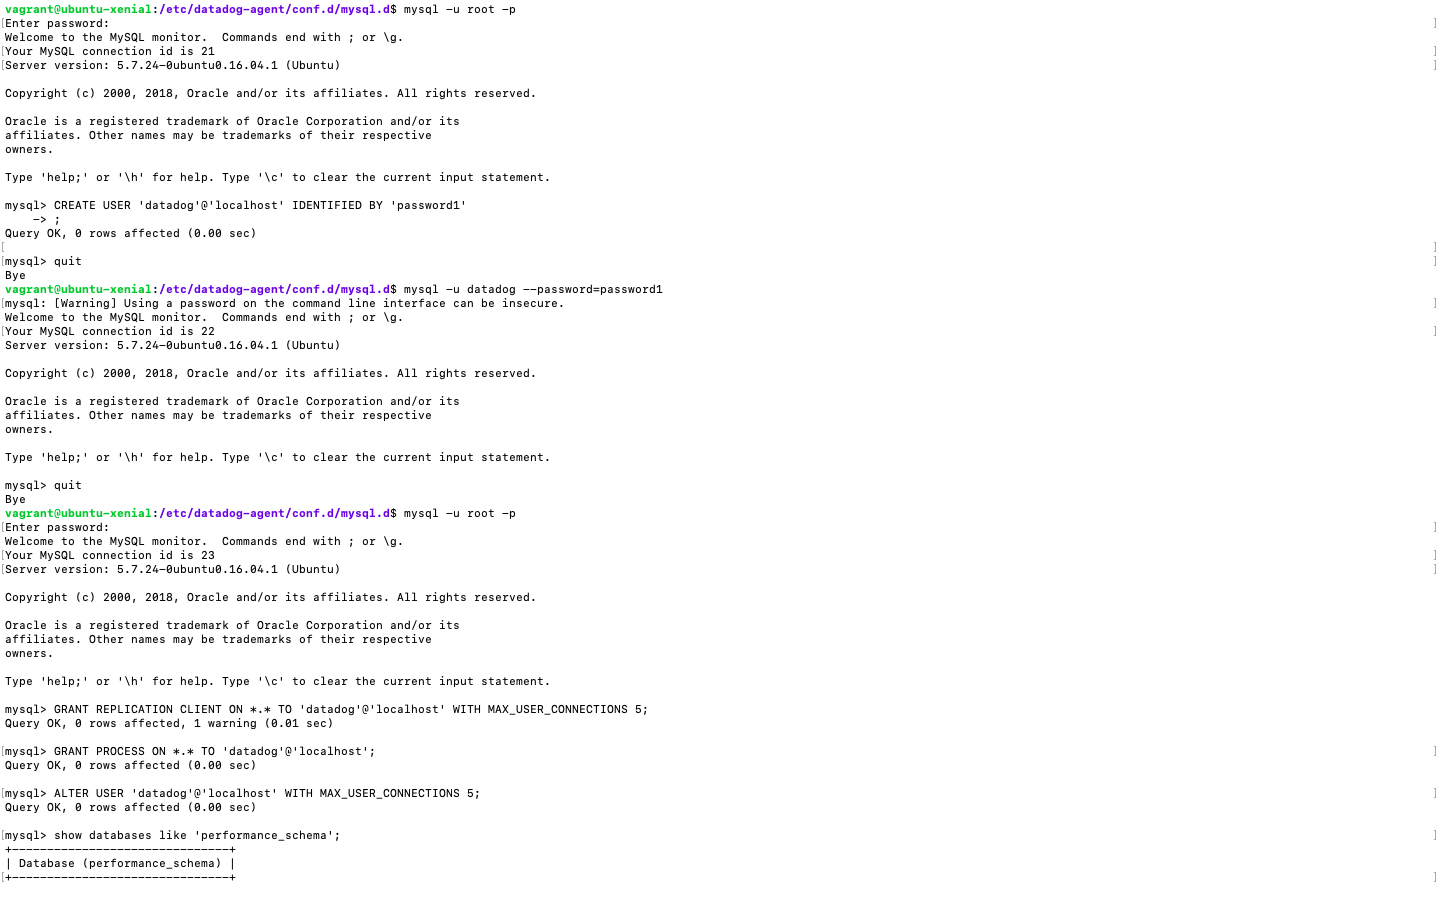 vagrant@ubuntu-xenial:/etc/datadog-agent/conf.d/mysql.d$ mysql -u root -p
[Enter password: ]
Welcome to the MySQL monitor.  Commands end with ; or \g.
[Your MySQL connection id is 21 ]
[Server version: 5.7.24-0ubuntu0.16.04.1 (Ubuntu) ]
Copyright (c) 2000, 2018, Oracle and/or its affiliates. All rights reserved.
Oracle is a registered trademark of Oracle Corporation and/or its
affiliates. Other names may be trademarks of their respective
owners.
Type 'help;' or '\h' for help. Type '\c' to clear the current input statement.
mysql> CREATE USER 'datadog'@'localhost' IDENTIFIED BY 'password1'
    -> ;
Query OK, 0 rows affected (0.00 sec)
[ ]
[mysql> quit ]
Bye
vagrant@ubuntu-xenial:/etc/datadog-agent/conf.d/mysql.d$ mysql -u datadog --password=password1
[mysql: [Warning] Using a password on the command line interface can be insecure. ]
Welcome to the MySQL monitor.  Commands end with ; or \g.
[Your MySQL connection id is 22 ]
Server version: 5.7.24-0ubuntu0.16.04.1 (Ubuntu)
Copyright (c) 2000, 2018, Oracle and/or its affiliates. All rights reserved.
Oracle is a registered trademark of Oracle Corporation and/or its
affiliates. Other names may be trademarks of their respective
owners.
Type 'help;' or '\h' for help. Type '\c' to clear the current input statement.
mysql> quit
Bye
vagrant@ubuntu-xenial:/etc/datadog-agent/conf.d/mysql.d$ mysql -u root -p
[Enter password: ]
Welcome to the MySQL monitor.  Commands end with ; or \g.
[Your MySQL connection id is 23 ]
[Server version: 5.7.24-0ubuntu0.16.04.1 (Ubuntu) ]
Copyright (c) 2000, 2018, Oracle and/or its affiliates. All rights reserved.
Oracle is a registered trademark of Oracle Corporation and/or its
affiliates. Other names may be trademarks of their respective
owners.
Type 'help;' or '\h' for help. Type '\c' to clear the current input statement.
mysql> GRANT REPLICATION CLIENT ON *.* TO 'datadog'@'localhost' WITH MAX_USER_CONNECTIONS 5;
Query OK, 0 rows affected, 1 warning (0.01 sec)
[mysql> GRANT PROCESS ON *.* TO 'datadog'@'localhost'; ]
Query OK, 0 rows affected (0.00 sec)
[mysql> ALTER USER 'datadog'@'localhost' WITH MAX_USER_CONNECTIONS 5; ]
Query OK, 0 rows affected (0.00 sec)
[mysql> show databases like 'performance_schema'; ]
+-------------------------------+
| Database (performance_schema) |
[+-------------------------------+ ]